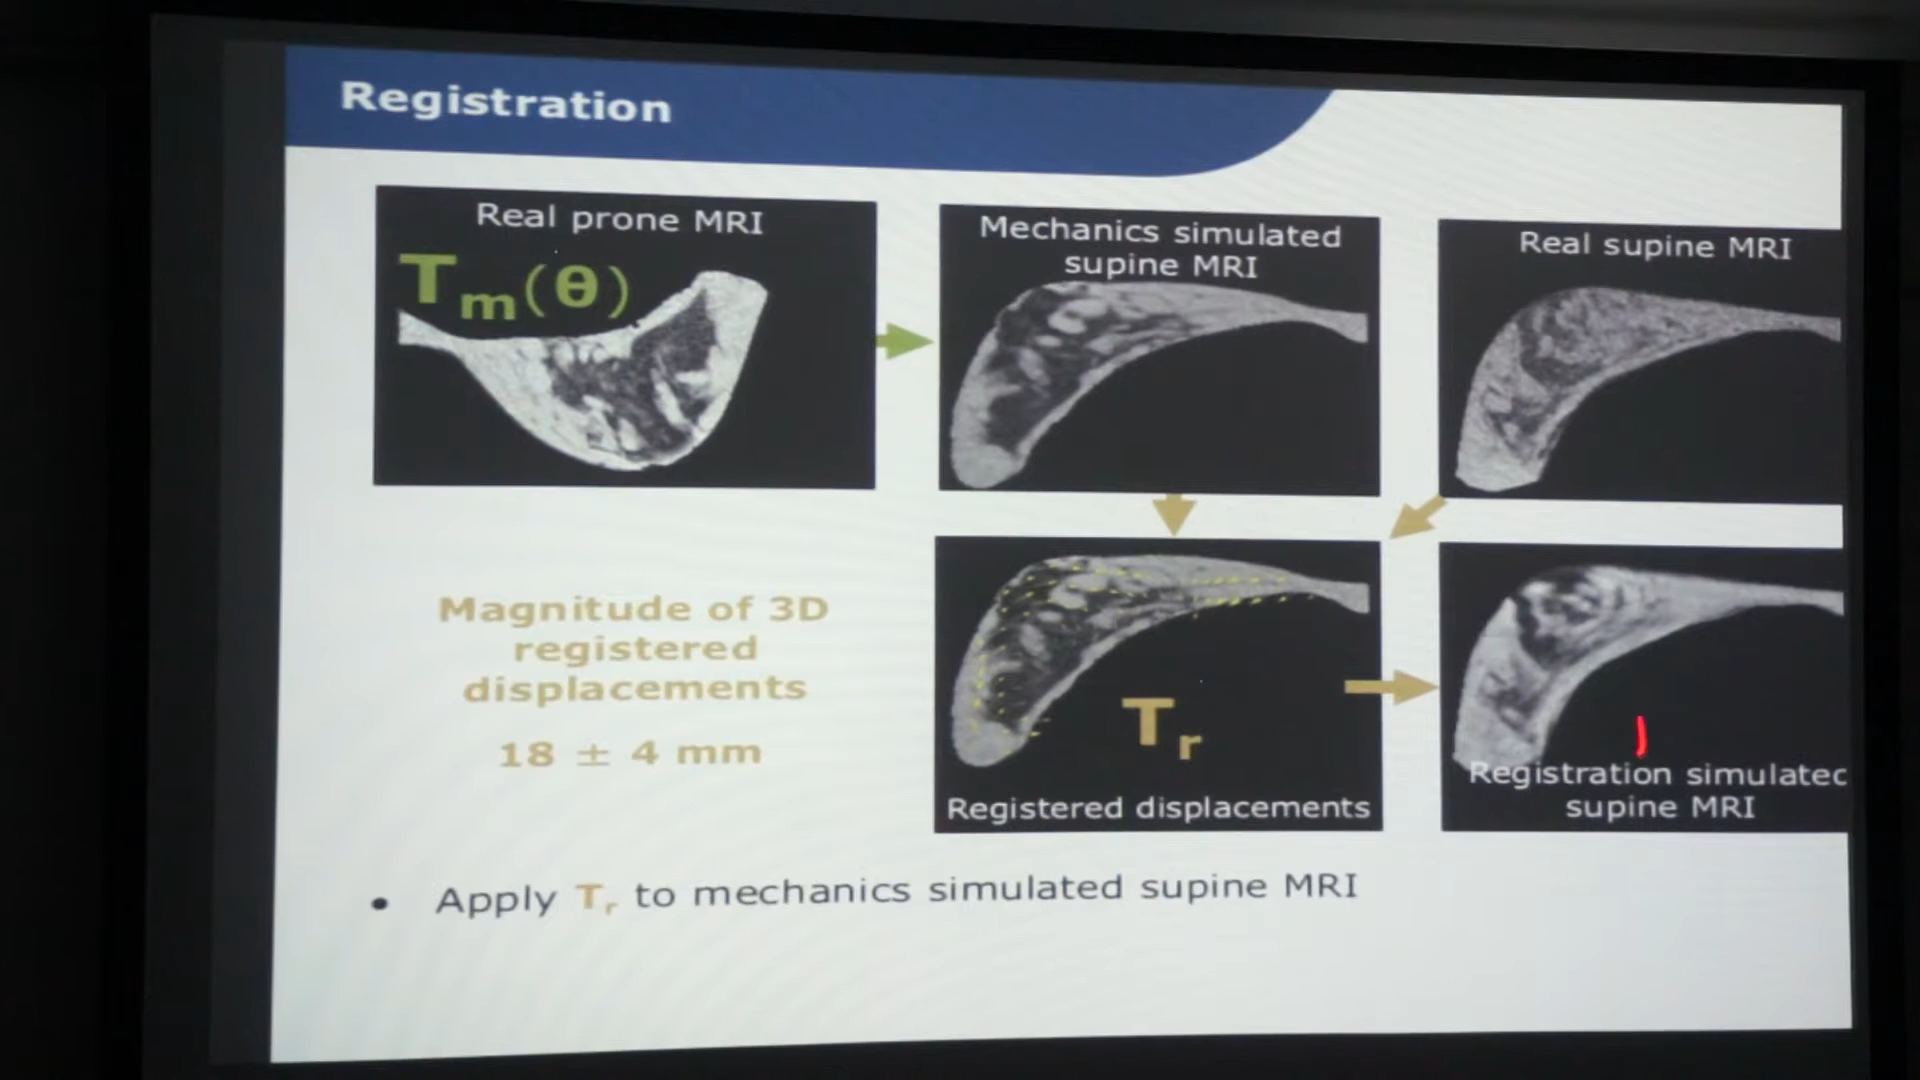 Registration
Real prone MRI
Tm(θ)
Mechanics simulated
supine MRI
Real supine MRI
Magnitude of 3D
registered
displacements
18 ± 4 mm
Tr
Registered displacements
Registration simulated
supine MRI
• Apply Tr to mechanics simulated supine MRI